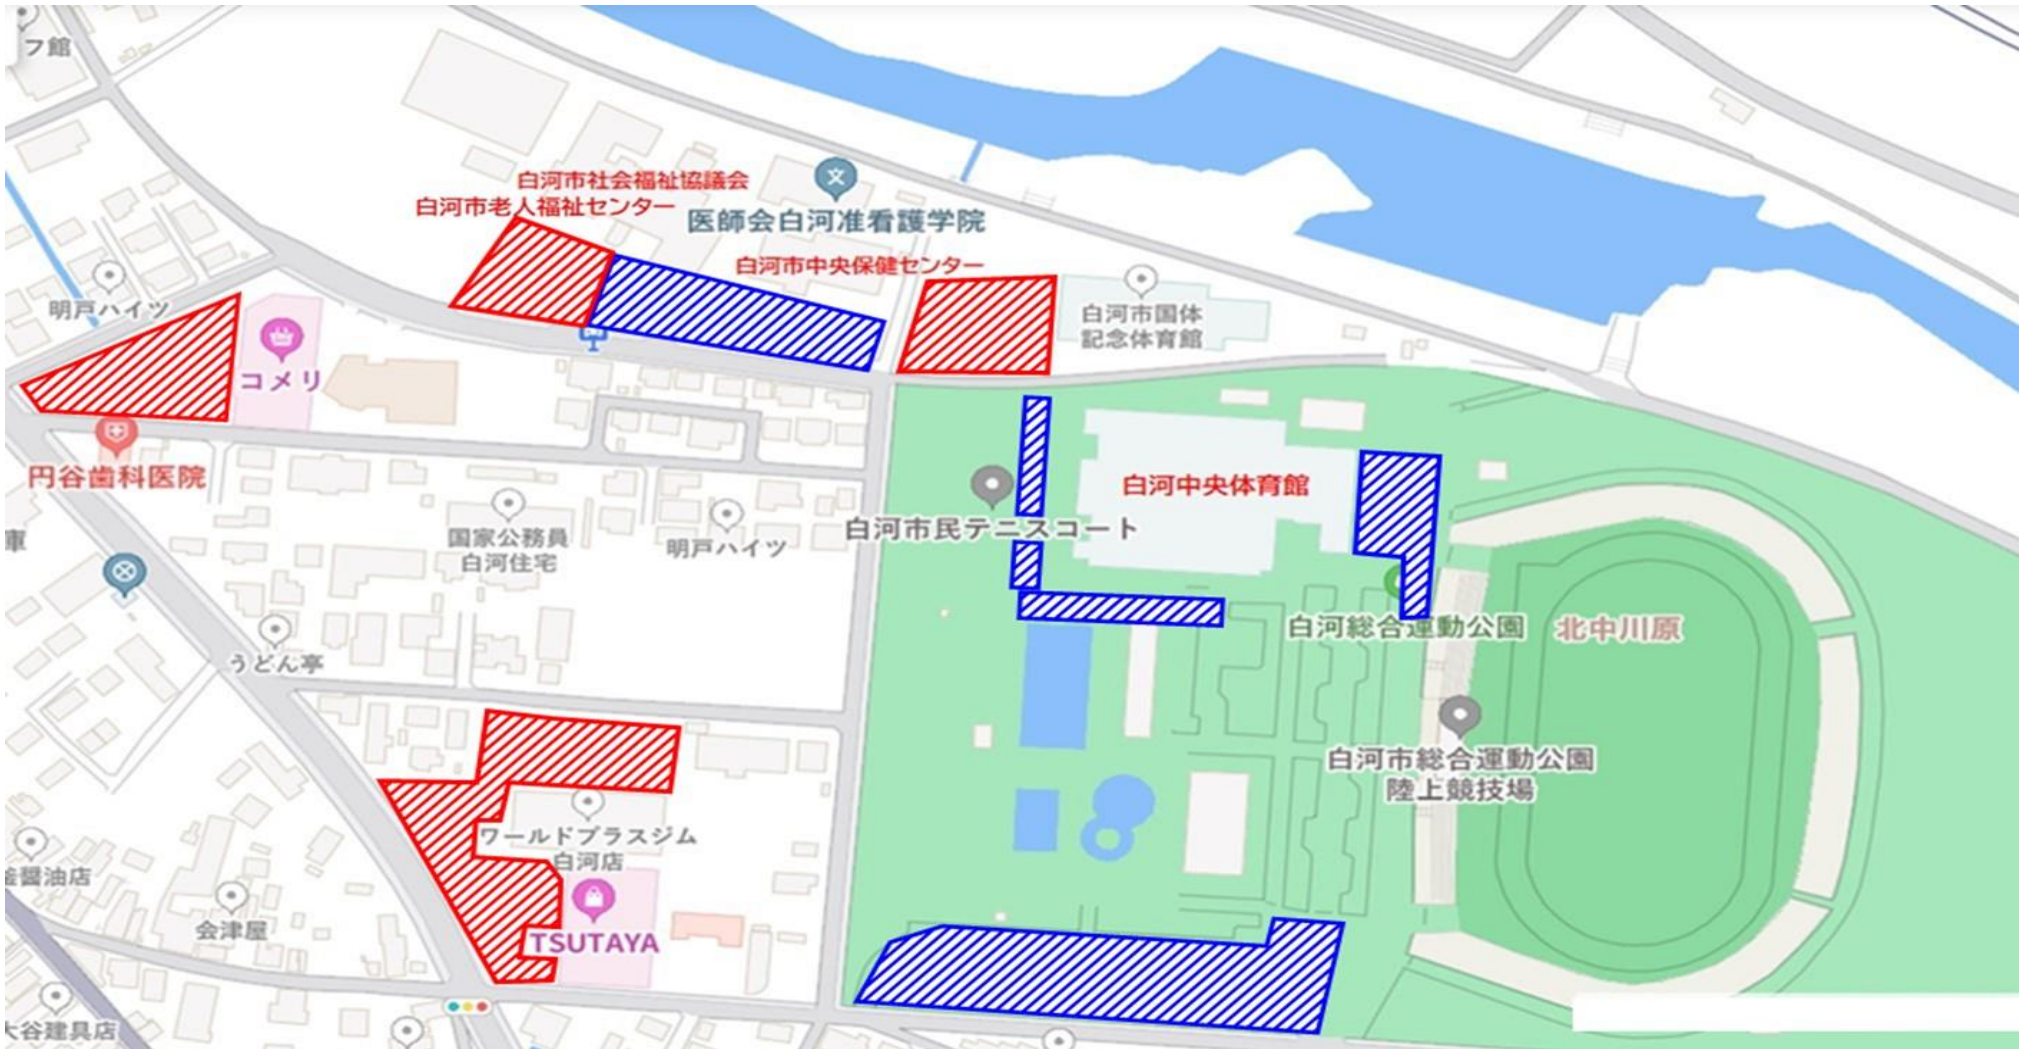 フ館
白河市社会福祉協議会
白河市老人福祉センター
医師会白河准看護学院
白河市中央保健センター
明戸ハイツ
白河市国体
記念体育館
コメリ
円谷歯科医院
白河中央体育館
国家公務員
白河住宅
明戸ハイツ
白河市民テニスコート
庫
うどん亭
白河総合運動公園
北中川原
白河市総合運動公園
陸上競技場
ワールドプラスジム
白河店
醤油店
会津屋
TSUTAYA
大谷建具店